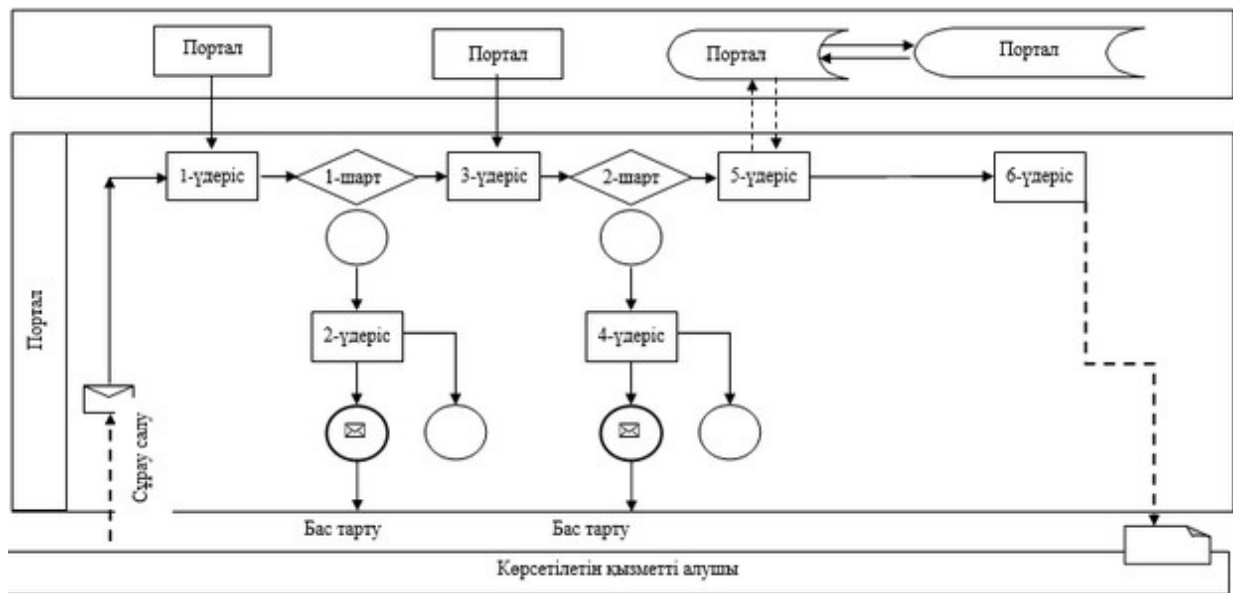 Портал
Портал
Портал
Портал
Портал
1-үдеріс
1-шарт
3-үдеріс
2-шарт
5-үдеріс
6-үдеріс
2-үдеріс
4-үдеріс
Сұрау салу
Бас тарту
Бас тарту
Көрсетілетін қызметті алушы